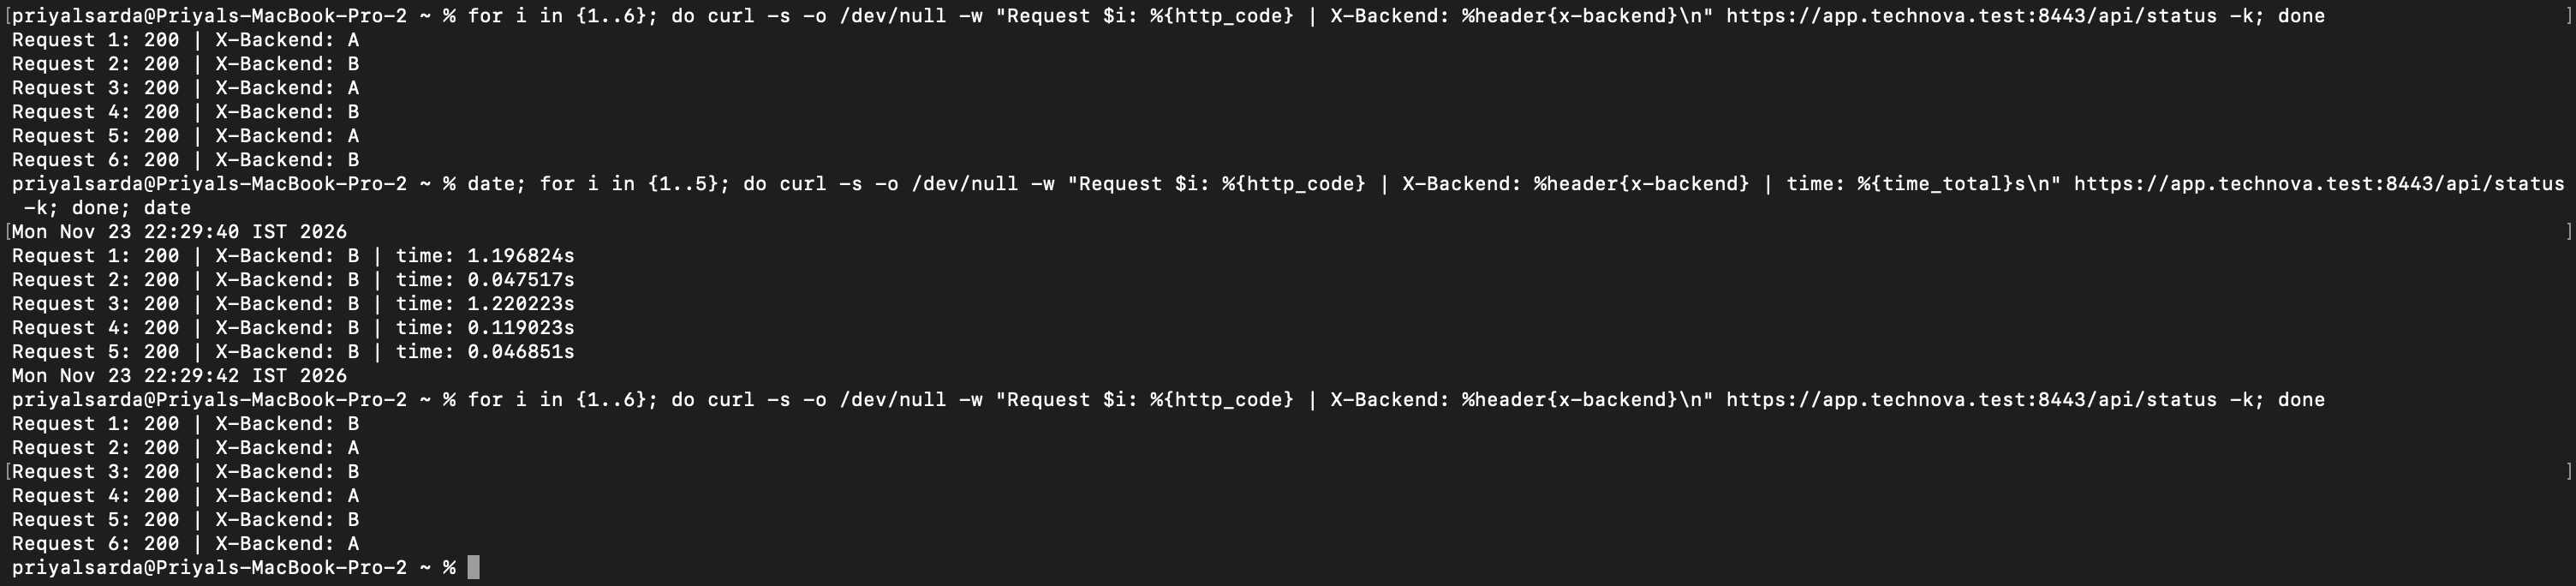 [priyalsarda@Priyals-MacBook-Pro-2 ~ % for i in {1..6}; do curl -s -o /dev/null -w "Request $i: %{http_code} | X-Backend: %header{x-backend}\n" https://app.technova.test:8443/api/status -k; done ]
Request 1: 200 | X-Backend: A
Request 2: 200 | X-Backend: B
Request 3: 200 | X-Backend: A
Request 4: 200 | X-Backend: B
Request 5: 200 | X-Backend: A
Request 6: 200 | X-Backend: B
priyalsarda@Priyals-MacBook-Pro-2 ~ % date; for i in {1..5}; do curl -s -o /dev/null -w "Request $i: %{http_code} | X-Backend: %header{x-backend} | time: %{time_total}s\n" https://app.technova.test:8443/api/status
-k; done; date
[Mon Nov 23 22:29:40 IST 2026 ]
Request 1: 200 | X-Backend: B | time: 1.196824s
Request 2: 200 | X-Backend: B | time: 0.047517s
Request 3: 200 | X-Backend: B | time: 1.220223s
Request 4: 200 | X-Backend: B | time: 0.119023s
Request 5: 200 | X-Backend: B | time: 0.046851s
Mon Nov 23 22:29:42 IST 2026
priyalsarda@Priyals-MacBook-Pro-2 ~ % for i in {1..6}; do curl -s -o /dev/null -w "Request $i: %{http_code} | X-Backend: %header{x-backend}\n" https://app.technova.test:8443/api/status -k; done
Request 1: 200 | X-Backend: B
Request 2: 200 | X-Backend: A
[Request 3: 200 | X-Backend: B ]
Request 4: 200 | X-Backend: A
Request 5: 200 | X-Backend: B
Request 6: 200 | X-Backend: A
priyalsarda@Priyals-MacBook-Pro-2 ~ %